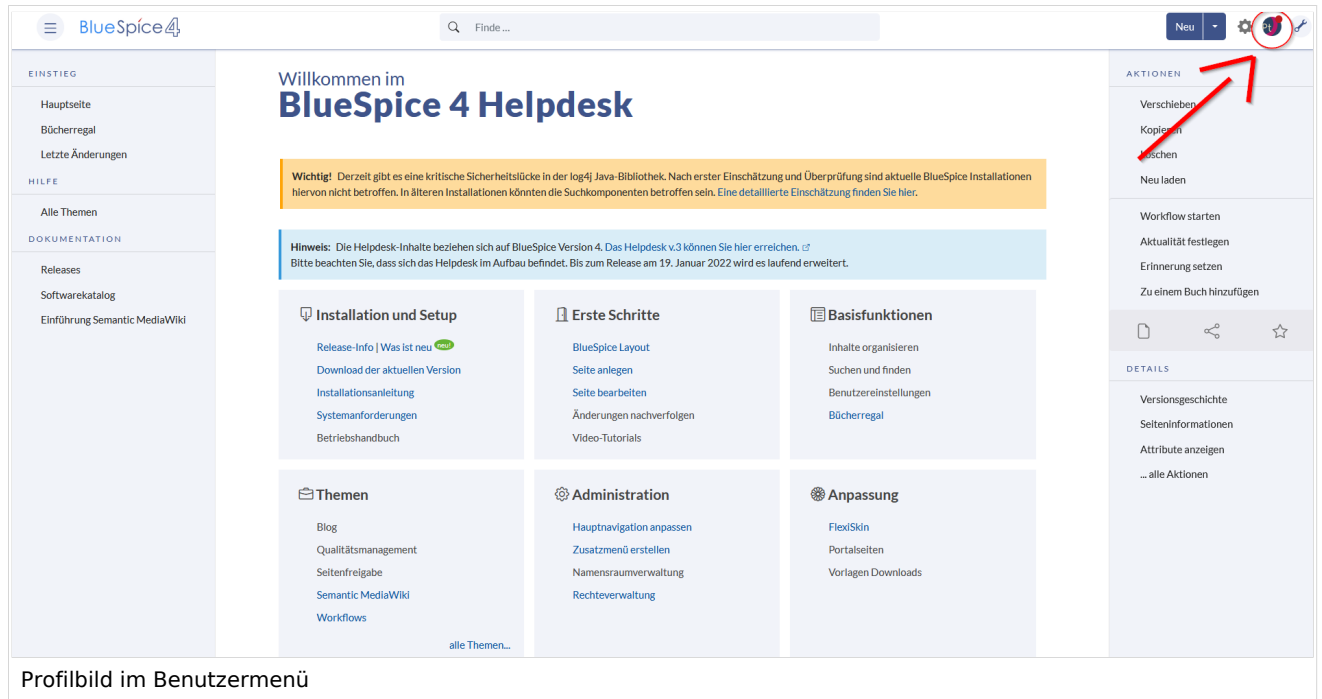 BlueSpice 4
Finde ...
Neu
EINSTIEG
Hauptseite
Bücherregal
Letzte Änderungen
HILFE
Alle Themen
DOKUMENTATION
Releases
Softwarekatalog
Einführung Semantic MediaWiki
Willkommen im
BlueSpice 4 Helpdesk
Wichtig! Derzeit gibt es eine kritische Sicherheitslücke in der log4j Java-Bibliothek. Nach erster Einschätzung und Überprüfung sind aktuelle BlueSpice Installationen
hiervon nicht betroffen. In älteren Installationen könnten die Suchkomponenten betroffen sein. Eine detaillierte Einschätzung finden Sie hier.
Hinweis: Die Helpdesk-Inhalte beziehen sich auf BlueSpice Version 4. Das Helpdesk v.3 können Sie hier erreichen.
Bitte beachten Sie, dass sich das Helpdesk im Aufbau befindet. Bis zum Release am 19. Januar 2022 wird es laufend erweitert.
Installation und Setup
Release-Info | Was ist neu neu!
Download der aktuellen Version
Installationsanleitung
Systemanforderungen
Betriebshandbuch
Erste Schritte
BlueSpice Layout
Seite anlegen
Seite bearbeiten
Änderungen nachverfolgen
Video-Tutorials
Basisfunktionen
Inhalte organisieren
Suchen und finden
Benutzereinstellungen
Bücherregal
Themen
Blog
Qualitätsmanagement
Seitenfreigabe
Semantic MediaWiki
Workflows
alle Themen...
Administration
Hauptnavigation anpassen
Zusatzmenü erstellen
Namensraumverwaltung
Rechteverwaltung
Anpassung
FlexiSkin
Portalseiten
Vorlagen Downloads
AKTIONEN
Verschieben
Kopieren
Löschen
Neu laden
Workflow starten
Aktualität festlegen
Erinnerung setzen
Zu einem Buch hinzufügen
DETAILS
Versionsgeschichte
Seiteninformationen
Attribute anzeigen
... alle Aktionen
Profilbild im Benutzermenü